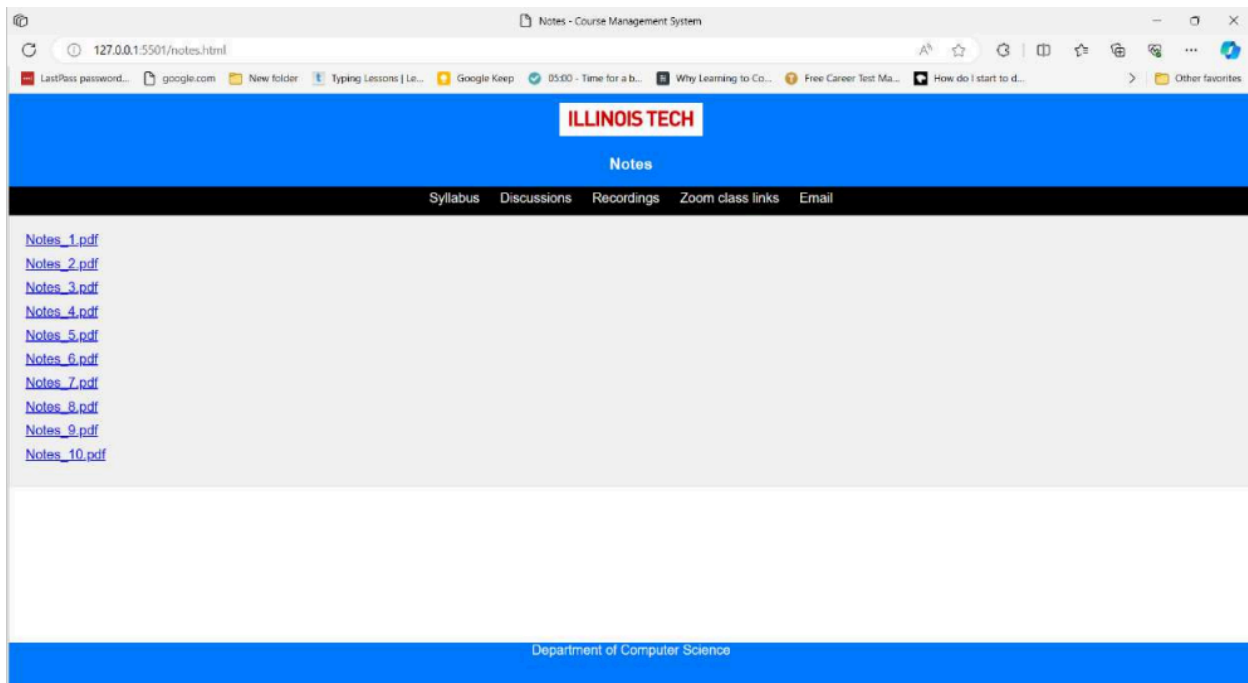 Notes - Course Management System
127.0.0.1:5501/notes.html
LastPass password... google.com New folder Typing Lessons | Le... Google Keep 05:00 - Time for a b... Why Learning to Co... Free Career Test Ma... How do I start to d... Other favorites
ILLINOIS TECH
Notes
Syllabus Discussions Recordings Zoom class links Email
Notes_1.pdf
Notes_2.pdf
Notes_3.pdf
Notes_4.pdf
Notes_5.pdf
Notes_6.pdf
Notes_7.pdf
Notes_8.pdf
Notes_9.pdf
Notes_10.pdf
Department of Computer Science